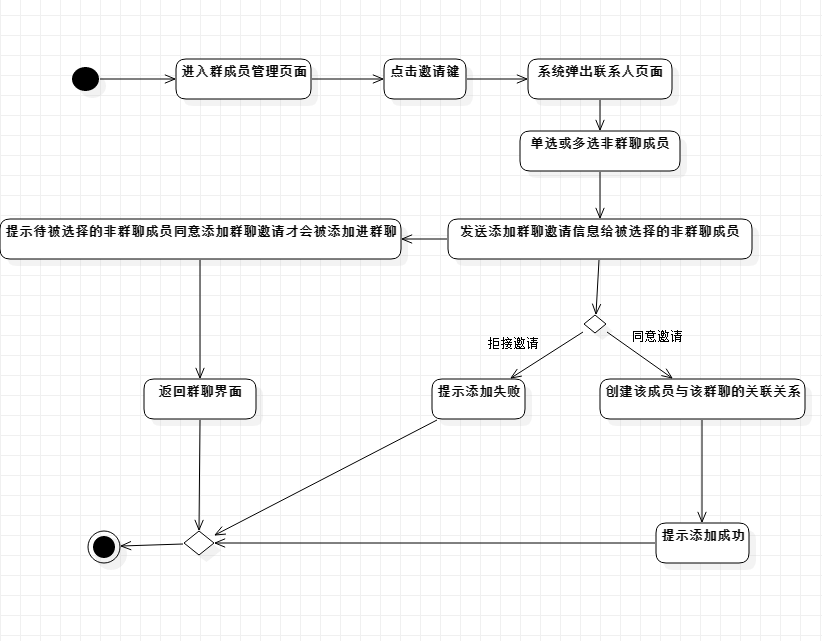 进入群成员管理页面
点击邀请键
系统弹出联系人页面
单选或多选非群聊成员
提示待被选择的非群聊成员同意添加群聊邀请才会被添加进群聊
发送添加群聊邀请信息给被选择的非群聊成员
拒接邀请
同意邀请
返回群聊界面
提示添加失败
创建该成员与该群聊的关联关系
提示添加成功